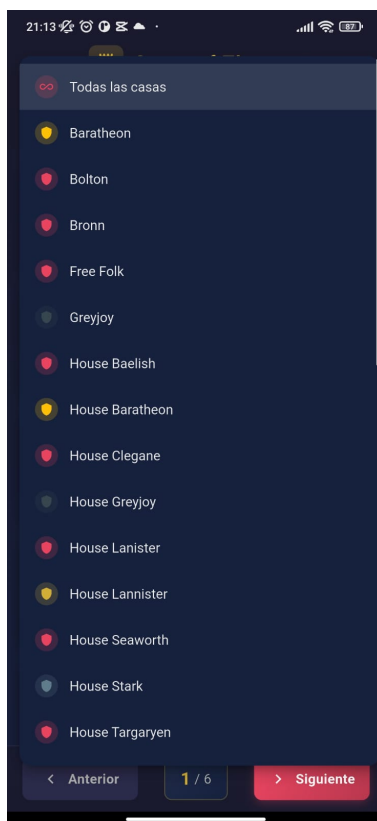 21:13
87
Todas las casas
Baratheon
Bolton
Bronn
Free Folk
Greyjoy
House Baelish
House Baratheon
House Clegane
House Greyjoy
House Lanister
House Lannister
House Seaworth
House Stark
House Targaryen
Anterior
1 / 6
Siguiente